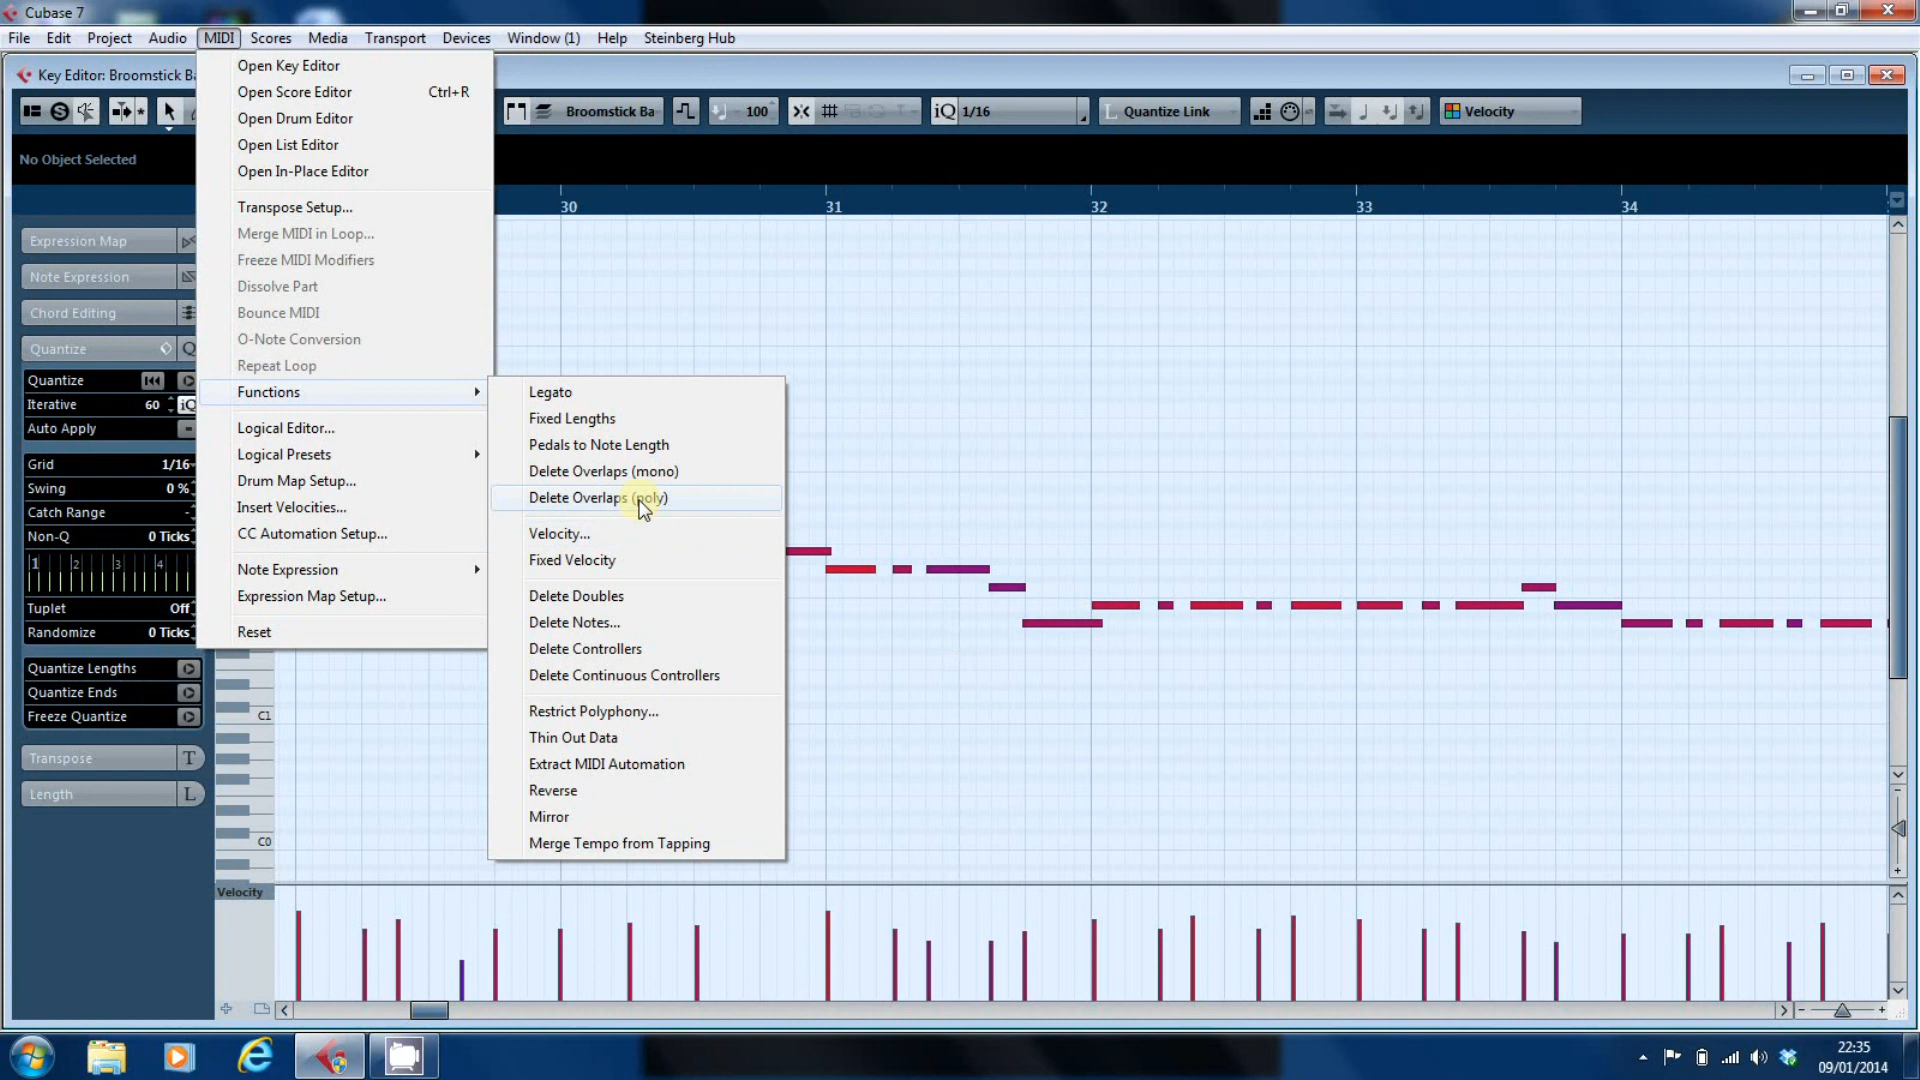 Cubase 7
File Edit Project Audio MIDI Scores Media Transport Devices Window (1) Help Steinberg Hub
Key Editor: Broomstick Ba
Broomstick Ba 100 iQ 1/16 L Quantize Link Velocity
No Object Selected
30 31 32 33 34
Open Key Editor
Open Score Editor Ctrl+R
Open Drum Editor
Open List Editor
Open In-Place Editor
Transpose Setup...
Merge MIDI in Loop...
Freeze MIDI Modifiers
Dissolve Part
Bounce MIDI
O-Note Conversion
Repeat Loop
Functions
Logical Editor...
Logical Presets
Drum Map Setup...
Insert Velocities...
CC Automation Setup...
Note Expression
Expression Map Setup...
Reset
Legato
Fixed Lengths
Pedals to Note Length
Delete Overlaps (mono)
Delete Overlaps (poly)
Velocity...
Fixed Velocity
Delete Doubles
Delete Notes...
Delete Controllers
Delete Continuous Controllers
Restrict Polyphony...
Thin Out Data
Extract MIDI Automation
Reverse
Mirror
Merge Tempo from Tapping
Expression Map
Note Expression
Chord Editing
Quantize Q
Quantize
Iterative 60 iQ
Auto Apply
Grid 1/16
Swing 0 %
Catch Range -
Non-Q 0 Ticks
1 2 3 4
Tuplet Off
Randomize 0 Ticks
Quantize Lengths
Quantize Ends
Freeze Quantize
Transpose T
Length L
C1
C0
Velocity
22:35
09/01/2014